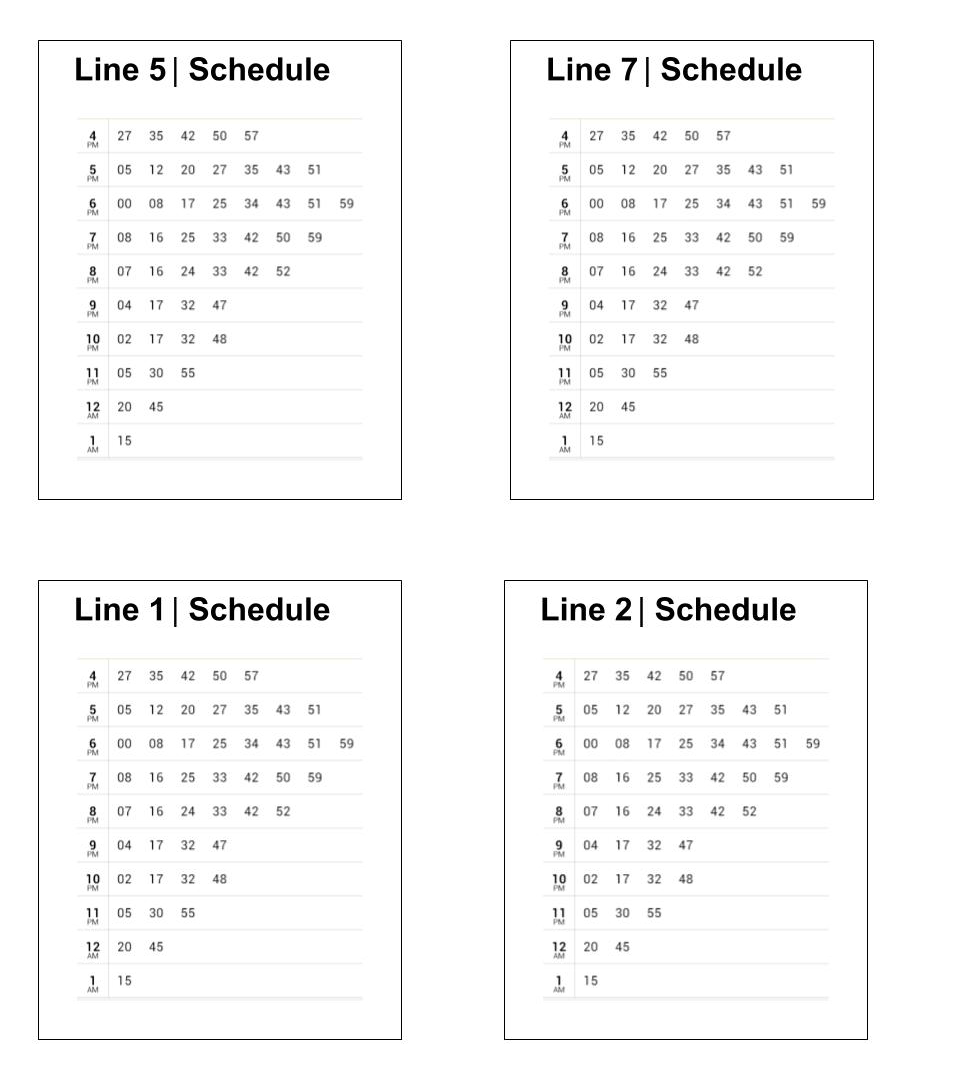 Line 5| Schedule
4 PM 27 35 42 50 57
5 PM 05 12 20 27 35 43 51
6 PM 00 08 17 25 34 43 51 59
7 PM 08 16 25 33 42 50 59
8 PM 07 16 24 33 42 52
9 PM 04 17 32 47
10 PM 02 17 32 48
11 PM 05 30 55
12 AM 20 45
1 AM 15
Line 7| Schedule
4 PM 27 35 42 50 57
5 PM 05 12 20 27 35 43 51
6 PM 00 08 17 25 34 43 51 59
7 PM 08 16 25 33 42 50 59
8 PM 07 16 24 33 42 52
9 PM 04 17 32 47
10 PM 02 17 32 48
11 PM 05 30 55
12 AM 20 45
1 AM 15
Line 1| Schedule
4 PM 27 35 42 50 57
5 PM 05 12 20 27 35 43 51
6 PM 00 08 17 25 34 43 51 59
7 PM 08 16 25 33 42 50 59
8 PM 07 16 24 33 42 52
9 PM 04 17 32 47
10 PM 02 17 32 48
11 PM 05 30 55
12 AM 20 45
1 AM 15
Line 2| Schedule
4 PM 27 35 42 50 57
5 PM 05 12 20 27 35 43 51
6 PM 00 08 17 25 34 43 51 59
7 PM 08 16 25 33 42 50 59
8 PM 07 16 24 33 42 52
9 PM 04 17 32 47
10 PM 02 17 32 48
11 PM 05 30 55
12 AM 20 45
1 AM 15